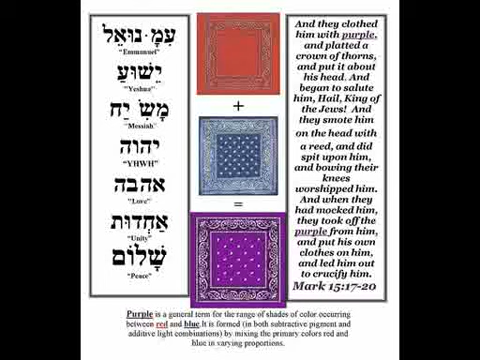 עִמָּנוּאֵל
"Emmanuel"
יֵשׁוּעַ
"Yeshua"
מָשִׁיחַ
"Messiah"
יהוה
"YHWH"
אהבה
"Love"
אַחְדוּת
"Unity"
שָׁלוֹם
"Peace"
+
=
And they clothed
him with purple,
and platted a
crown of thorns,
and put it about
his head. And
began to salute
him, Hail, King of
the Jews! And
they smote him
on the head with
a reed, and did
spit upon him,
and bowing their
knees
worshipped him.
And when they
had mocked him,
they took off the
purple from him,
and put his own
clothes on him,
and led him out
to crucify him.
Mark 15:17-20
Purple is a general term for the range of shades of color occurring
between red and blue.It is formed (in both subtractive pigment and
additive light combinations) by mixing the primary colors red and
blue in varying proportions.